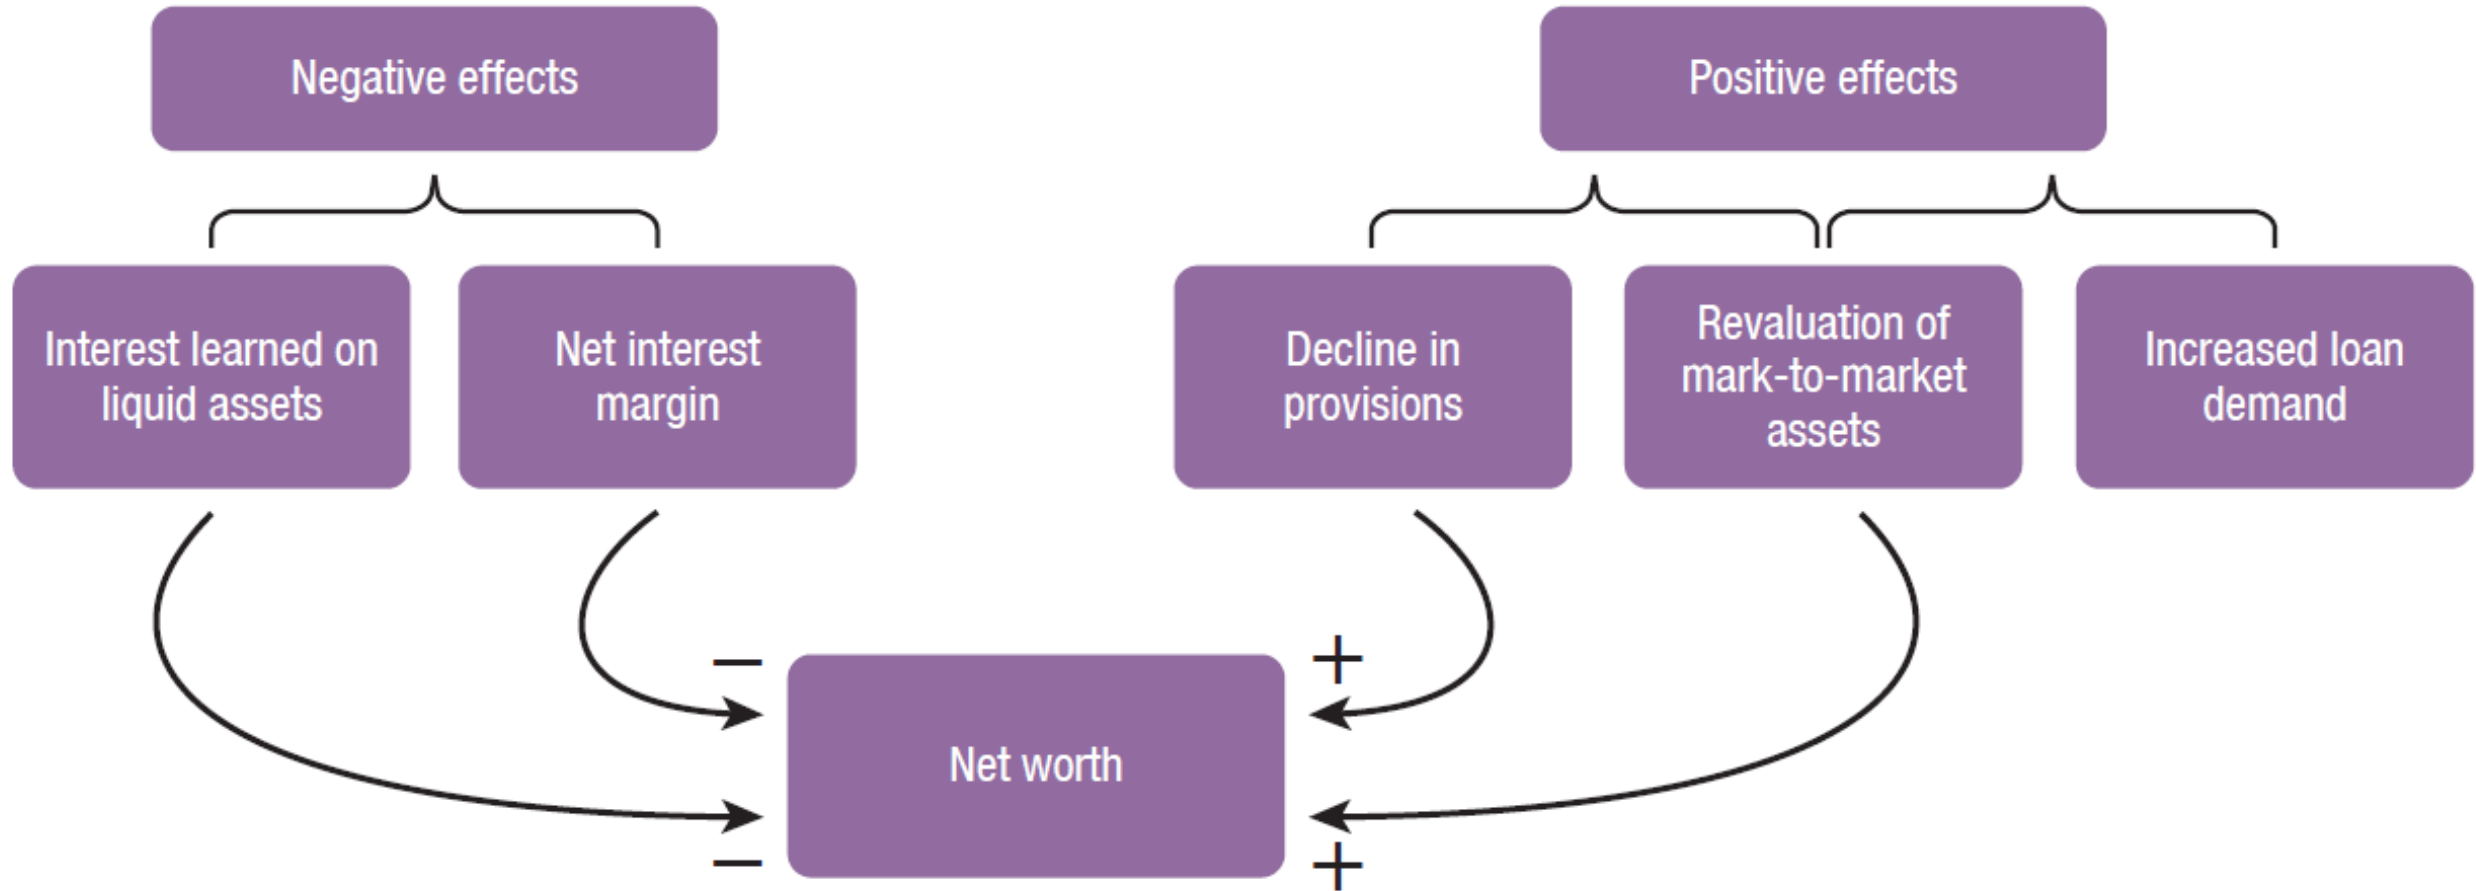 Negative effects
Positive effects
Interest learned on
liquid assets
Net interest
margin
Decline in
provisions
Revaluation of
mark-to-market
assets
Increased loan
demand
−
+
Net worth
−
+